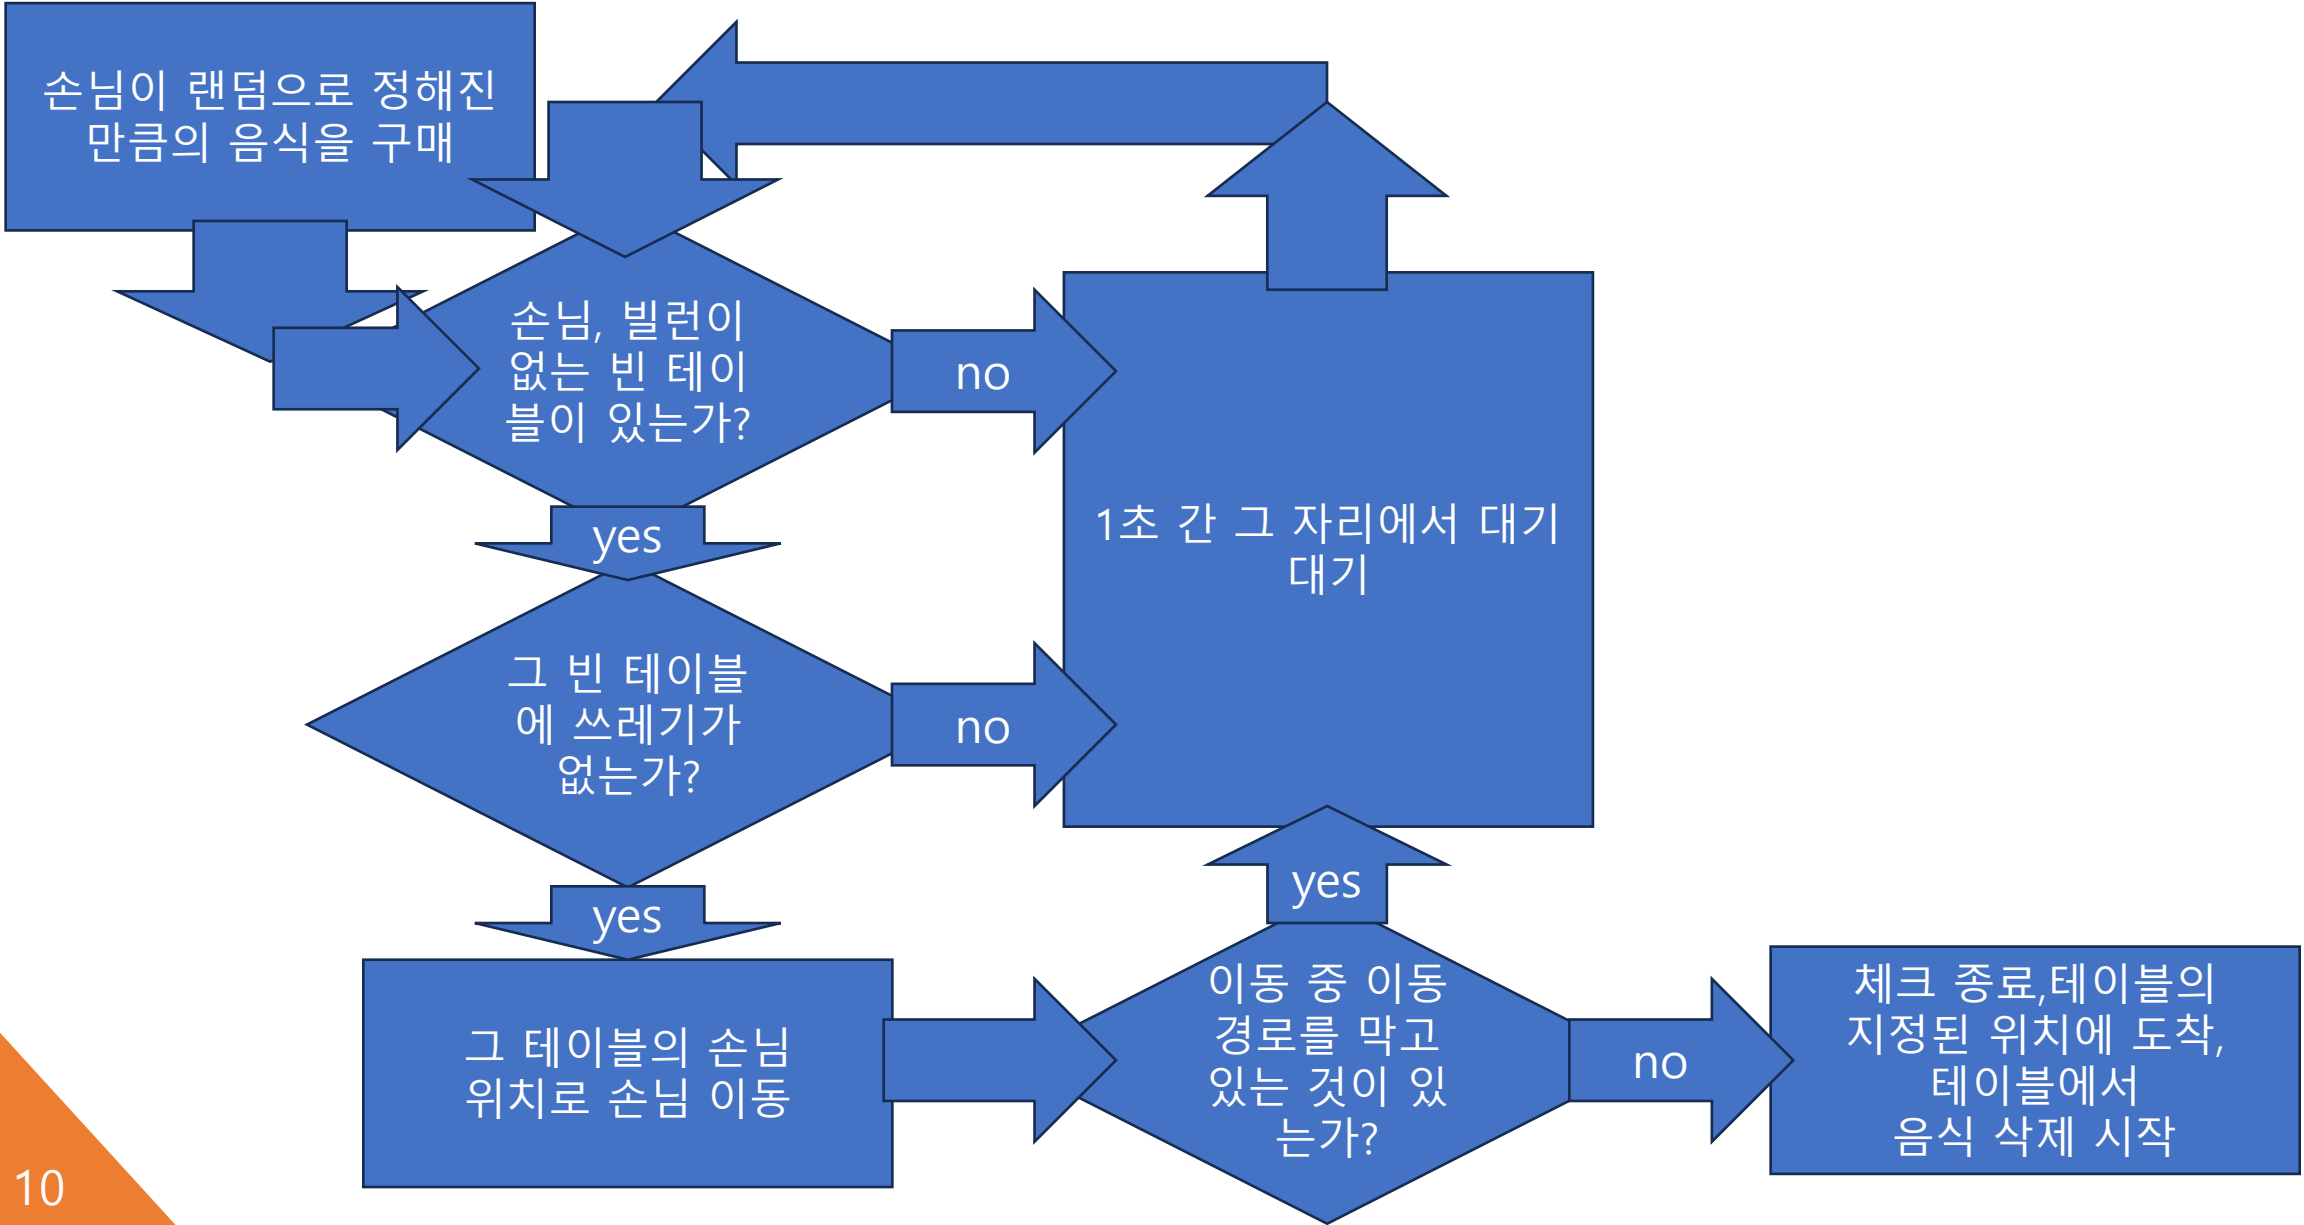 손님이 랜덤으로 정해진
만큼의 음식을 구매
손님, 빌런이
없는 빈 테이
블이 있는가?
no
1초 간 그 자리에서 대기
대기
yes
그 빈 테이블
에 쓰레기가
없는가?
no
yes
그 테이블의 손님
위치로 손님 이동
yes
이동 중 이동
경로를 막고
있는 것이 있
는가?
no
체크 종료,테이블의
지정된 위치에 도착,
테이블에서
음식 삭제 시작
10